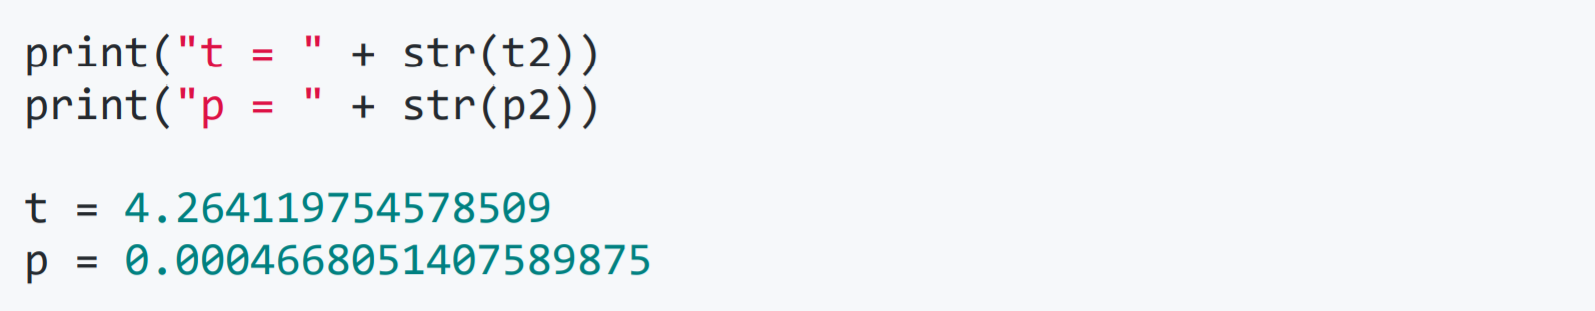 print("t = " + str(t2))
print("p = " + str(p2))
t = 4.264119754578509
p = 0.0004668051407589875